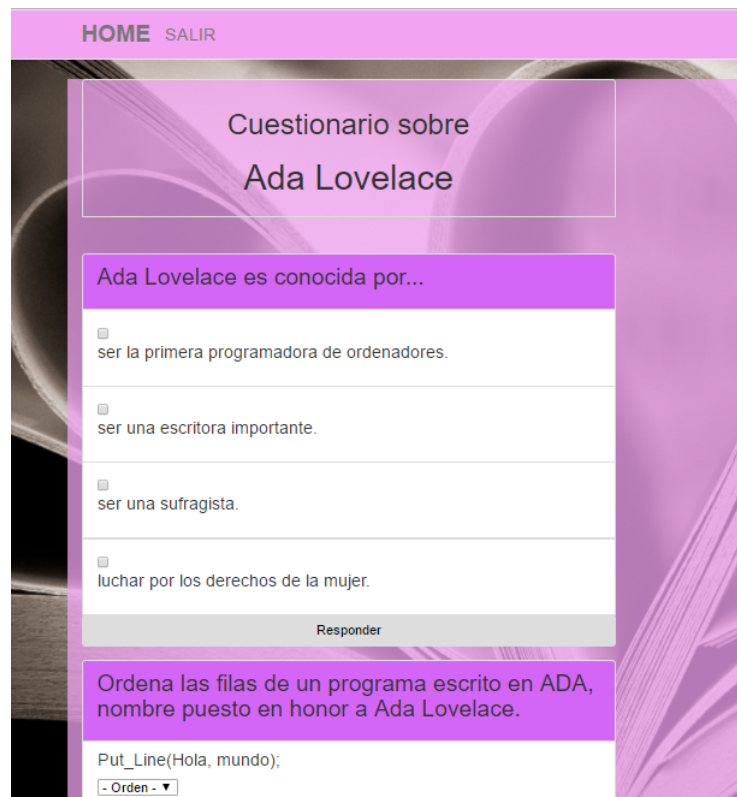 HOME SALIR
Cuestionario sobre
Ada Lovelace
Ada Lovelace es conocida por...
ser la primera programadora de ordenadores.
ser una escritora importante.
ser una sufragista.
luchar por los derechos de la mujer.
Responder
Ordena las filas de un programa escrito en ADA,
nombre puesto en honor a Ada Lovelace.
Put_Line(Hola, mundo);
- Orden -